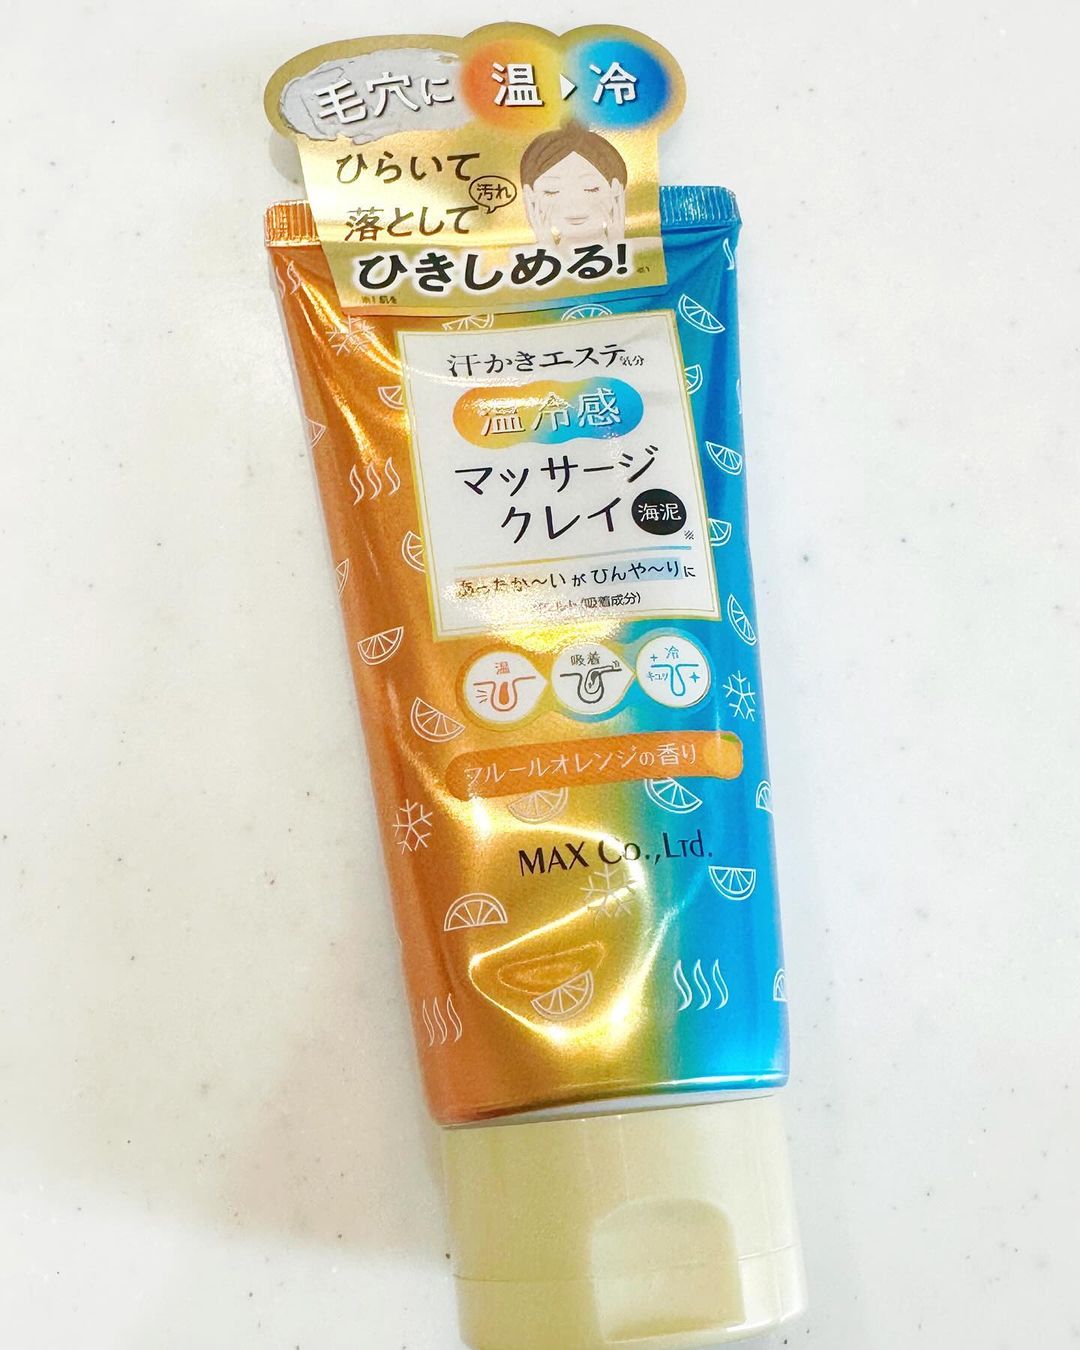 毛穴に 温 冷
ひらいて
汚れ
落として
ひきしめる!
汗かきエステ気分
温冷感
マッサージ
クレイ 海泥
※
あったか〜いがひんや〜りに
(吸着成分)
温 吸着 冷
キュッ
フルールオレンジの香り
MAX Co.,Ltd.